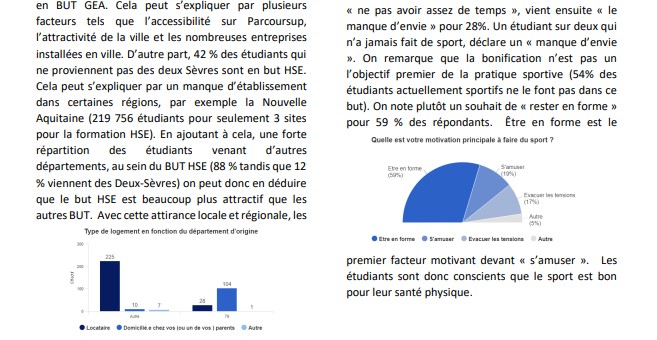 en BUT GEA. Cela peut s'expliquer par plusieurs
facteurs tels que l'accessibilité sur Parcoursup,
l'attractivité de la ville et les nombreuses entreprises
installées en ville. D'autre part, 42 % des étudiants qui
ne proviennent pas des deux Sèvres sont en but HSE.
Cela peut s'expliquer par un manque d'établissement
dans certaines régions, par exemple la Nouvelle
Aquitaine (219 756 étudiants pour seulement 3 sites
pour la formation HSE). En ajoutant à cela, une forte
répartition des étudiants venant d'autres
départements, au sein du BUT HSE (88 % tandis que 12
% viennent des Deux-Sèvres) on peut donc en déduire
que le but HSE est beaucoup plus attractif que les
autres BUT. Avec cette attirance locale et régionale, les
Type de logement en fonction du département d'origine
300
200
100
0
Effectif
225
10
7
28
104
1
Autre
79
Locataire
Domicilié.e chez vos (ou un de vos ) parents
Autre
« ne pas avoir assez de temps », vient ensuite « le
manque d'envie » pour 28%. Un étudiant sur deux qui
n'a jamais fait de sport, déclare un « manque d'envie
». On remarque que la bonification n'est pas un
l'objectif premier de la pratique sportive (54% des
étudiants actuellement sportifs ne le font pas dans ce
but). On note plutôt un souhait de « rester en forme »
pour 59 % des répondants. Être en forme est le
Quelle est votre motivation principale à faire du sport ?
Etre en forme
(59%)
S'amuser
(19%)
Evacuer les tensions
(17%)
Autre
(5%)
Etre en forme
S'amuser
Evacuer les tensions
Autre
premier facteur motivant devant « s'amuser ». Les
étudiants sont donc conscients que le sport est bon
pour leur santé physique.